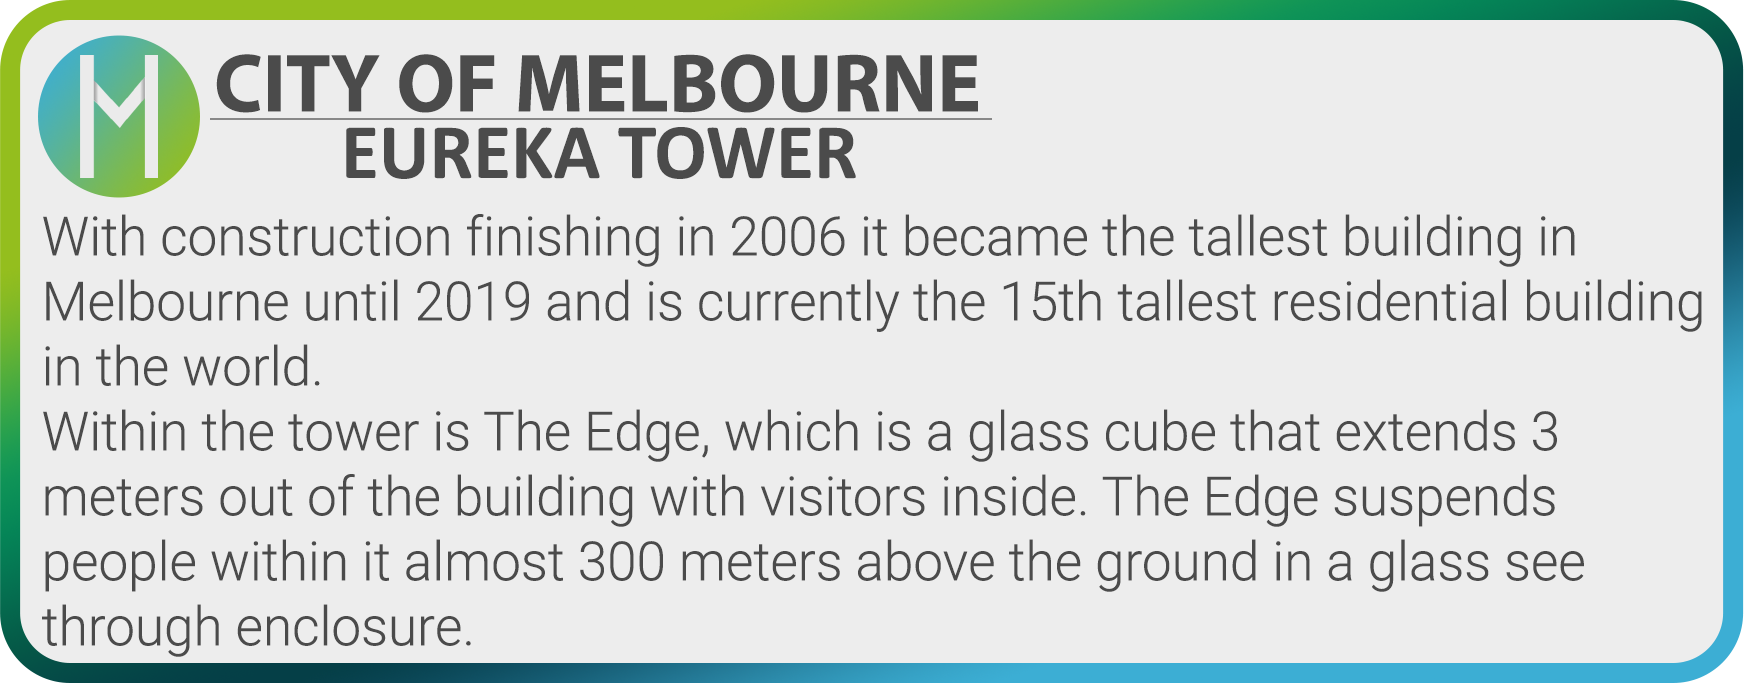 M
CITY OF MELBOURNE
EUREKA TOWER
With construction finishing in 2006 it became the tallest building in
Melbourne until 2019 and is currently the 15th tallest residential building
in the world.
Within the tower is The Edge, which is a glass cube that extends 3
meters out of the building with visitors inside. The Edge suspends
people within it almost 300 meters above the ground in a glass see
through enclosure.